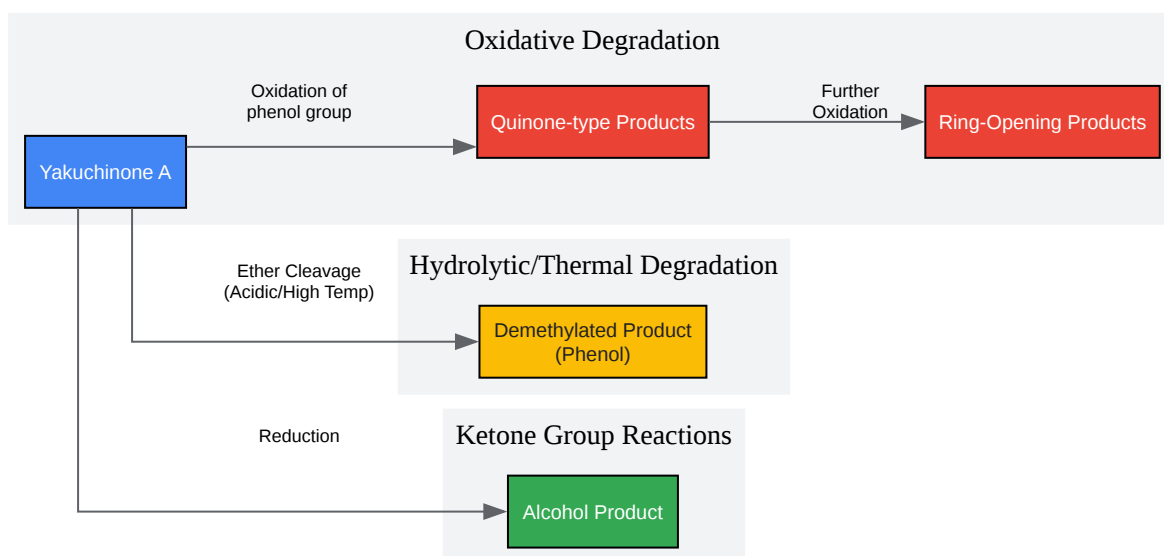 Oxidative Degradation
Oxidation of
phenol group
Further
Oxidation
Yakuchinone A
Quinone-type Products
Ring-Opening Products
Hydrolytic/Thermal Degradation
Ether Cleavage
(Acidic/High Temp)
Demethylated Product
(Phenol)
Ketone Group Reactions
Reduction
Alcohol Product